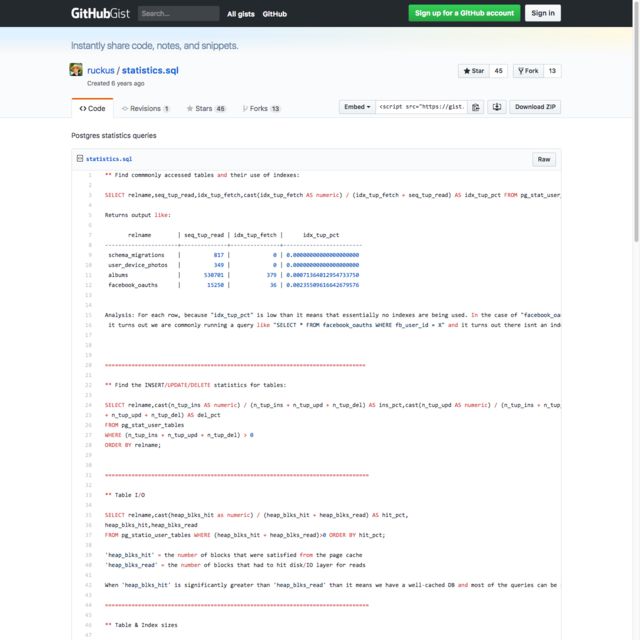 GitHubGist Search... All gists GitHub Sign up for a GitHub account Sign in
Instantly share code, notes, and snippets.
ruckus / statistics.sql
Star 45 Fork 13
Created 6 years ago
Code Revisions 1 Stars 45 Forks 13 Embed <script src="https://gist. Download ZIP
Postgres statistics queries
statistics.sql Raw
1 ** Find commmonly accessed tables and their use of indexes:
2
3 SELECT relname,seq_tup_read,idx_tup_fetch,cast(idx_tup_fetch AS numeric) / (idx_tup_fetch + seq_tup_read) AS idx_tup_pct FROM pg_stat_user_
4
5 Returns output like:
6
7 relname | seq_tup_read | idx_tup_fetch | idx_tup_pct
8 ----------------------+--------------+---------------+------------------------
9 schema_migrations | 817 | 0 | 0.00000000000000000000
10 user_device_photos | 349 | 0 | 0.00000000000000000000
11 albums | 530701 | 379 | 0.00071364012954733750
12 facebook_oauths | 15250 | 36 | 0.00235509616642679576
13
14
15 Analysis: For each row, because "idx_tup_pct" is low than it means that essentially no indexes are being used. In the case of "facebook_oa
16 it turns out we are commonly running a query like "SELECT * FROM facebook_oauths WHERE fb_user_id = X" and it turns out there isnt an ind
17
18
19
20 ================================================================================
21
22 ** Find the INSERT/UPDATE/DELETE statistics for tables:
23
24 SELECT relname,cast(n_tup_ins AS numeric) / (n_tup_ins + n_tup_upd + n_tup_del) AS ins_pct,cast(n_tup_upd AS numeric) / (n_tup_ins + n_tup_
25 + n_tup_upd + n_tup_del) AS del_pct
26 FROM pg_stat_user_tables
27 WHERE (n_tup_ins + n_tup_upd + n_tup_del) > 0
28 ORDER BY relname;
29
30
31 =================================================================================
32
33 ** Table I/O
34
35 SELECT relname,cast(heap_blks_hit as numeric) / (heap_blks_hit + heap_blks_read) AS hit_pct,
36 heap_blks_hit,heap_blks_read
37 FROM pg_statio_user_tables WHERE (heap_blks_hit + heap_blks_read)>0 ORDER BY hit_pct;
38
39 'heap_blks_hit' = the number of blocks that were satisfied from the page cache
40 'heap_blks_read' = the number of blocks that had to hit disk/IO layer for reads
41
42 When 'heap_blks_hit' is significantly greater than 'heap_blks_read' than it means we have a well-cached DB and most of the queries can be
43
44 =================================================================================
45
46 ** Table & Index sizes
47